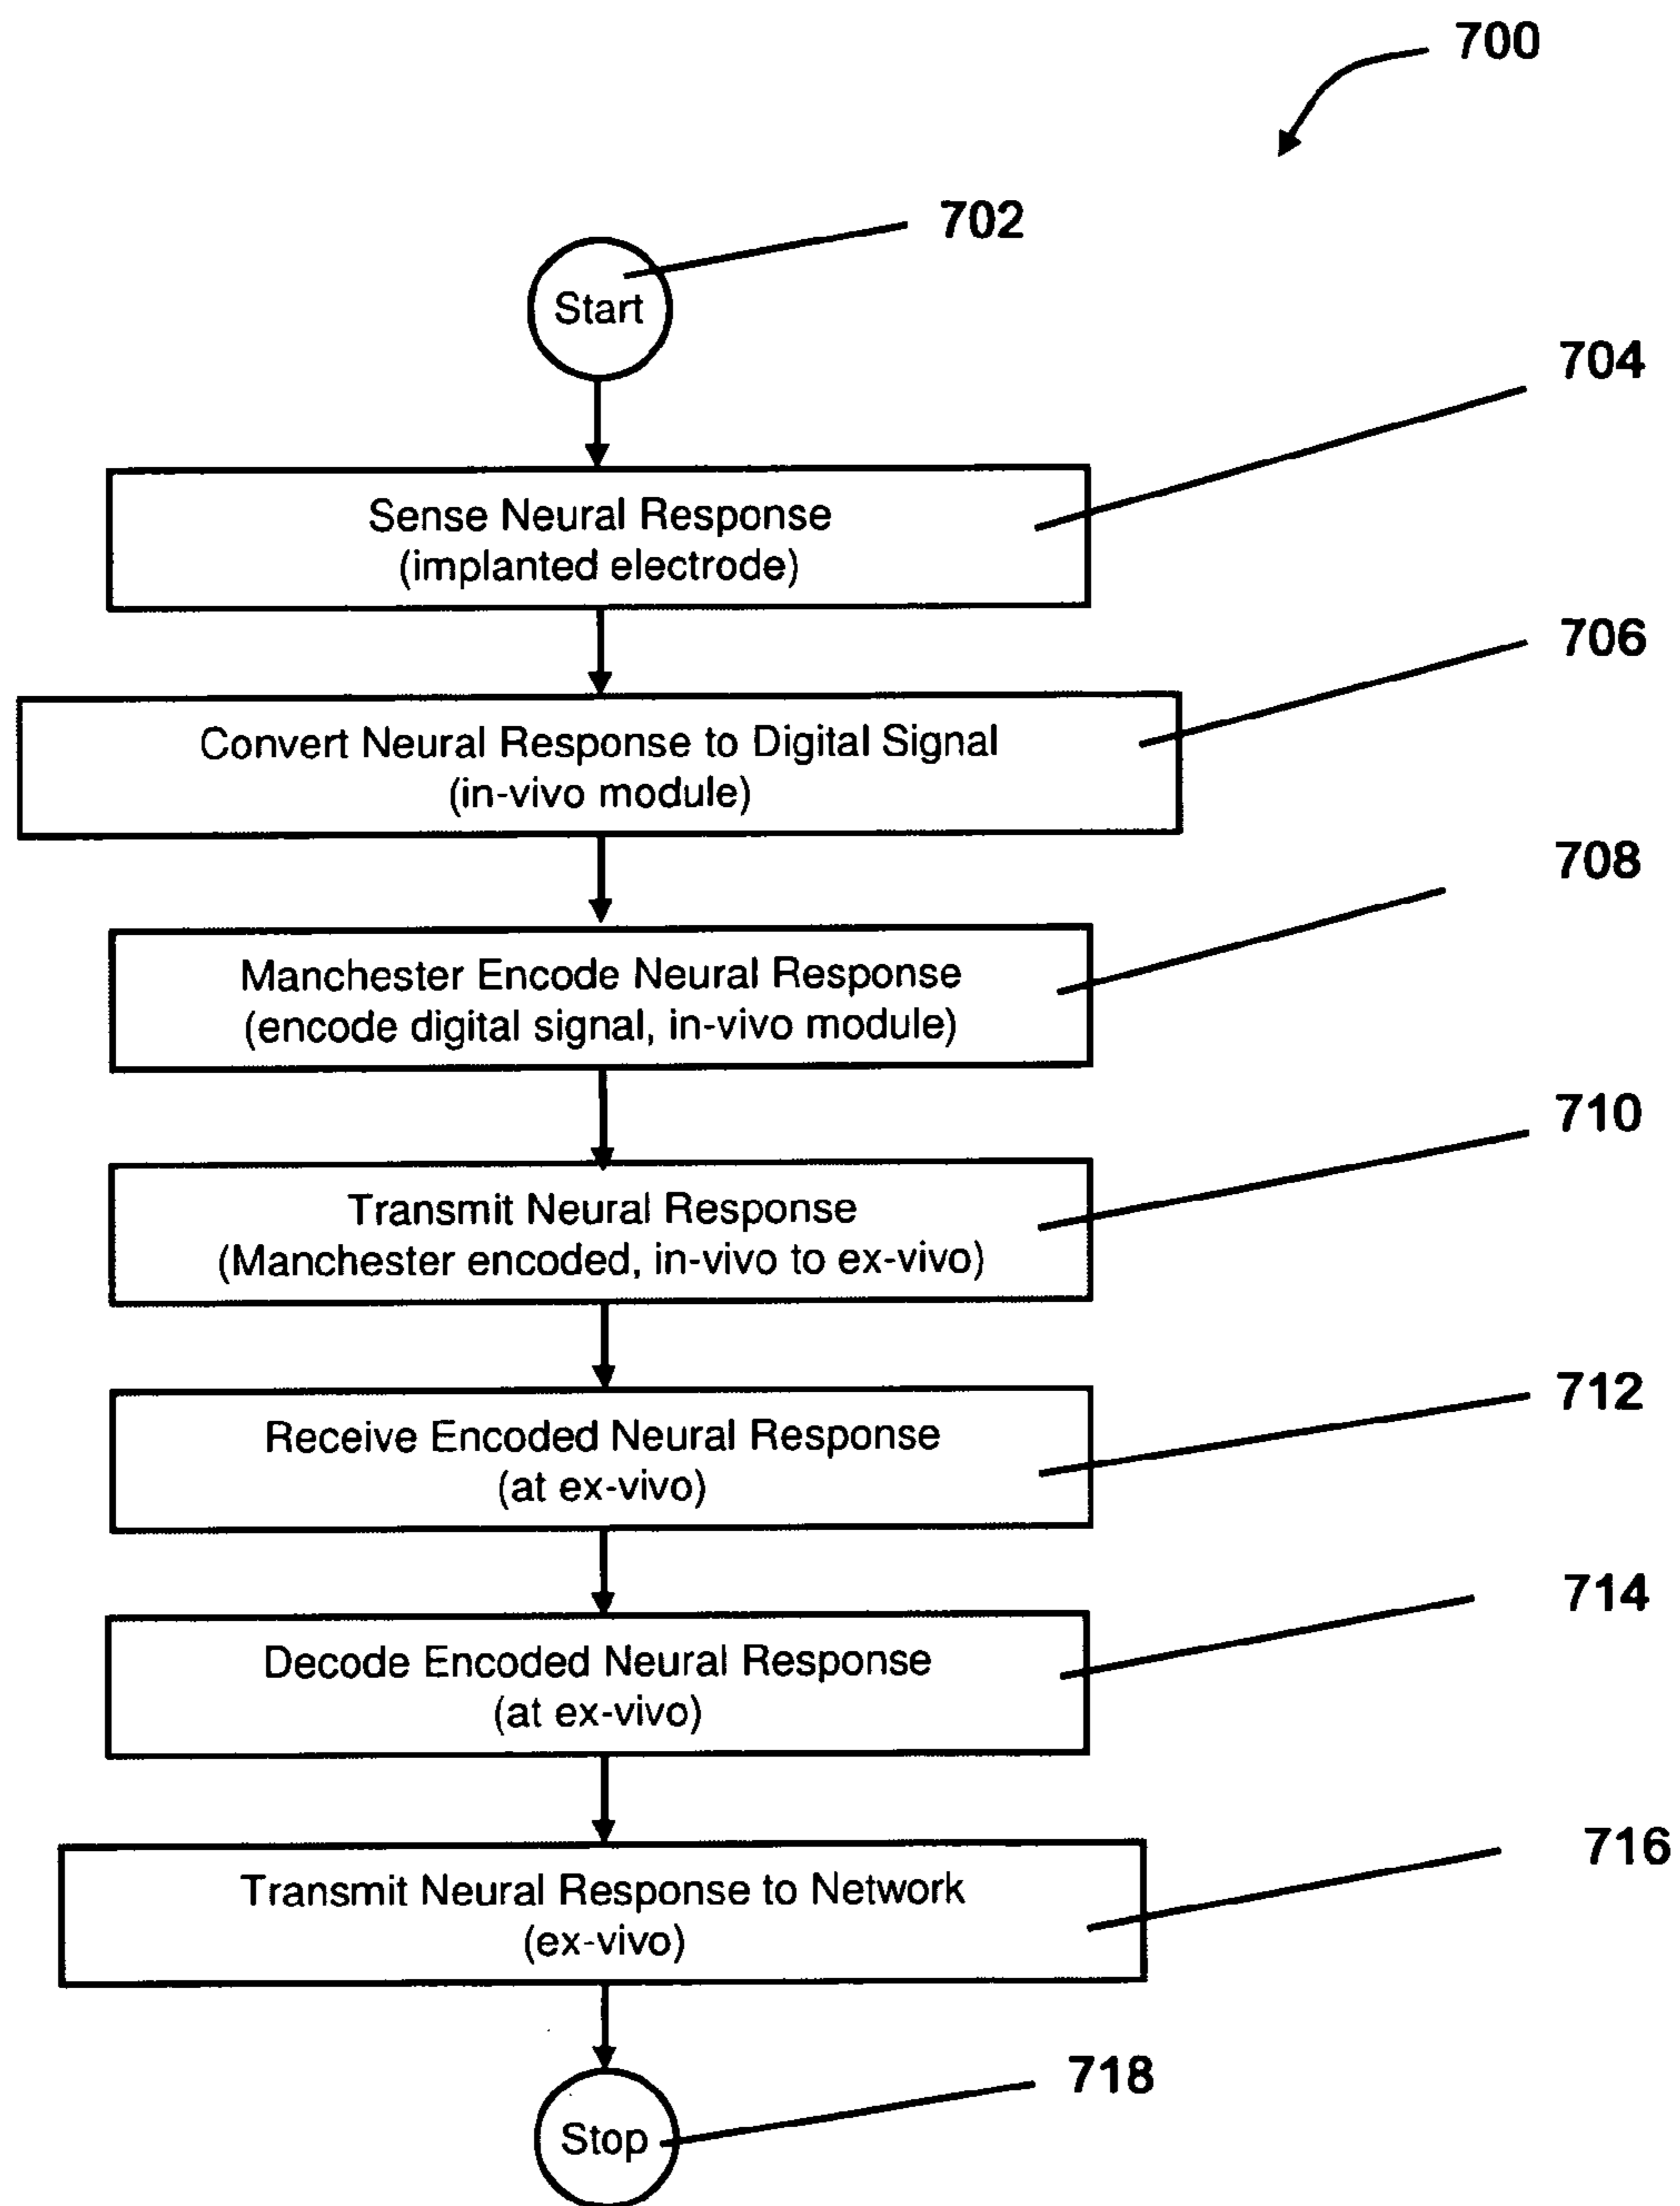 700
702
Start
704
Sense Neural Response
(implanted electrode)
706
Convert Neural Response to Digital Signal
(in-vivo module)
708
Manchester Encode Neural Response
(encode digital signal, in-vivo module)
710
Transmit Neural Response
(Manchester encoded, in-vivo to ex-vivo)
712
Receive Encoded Neural Response
(at ex-vivo)
714
Decode Encoded Neural Response
(at ex-vivo)
716
Transmit Neural Response to Network
(ex-vivo)
718
Stop